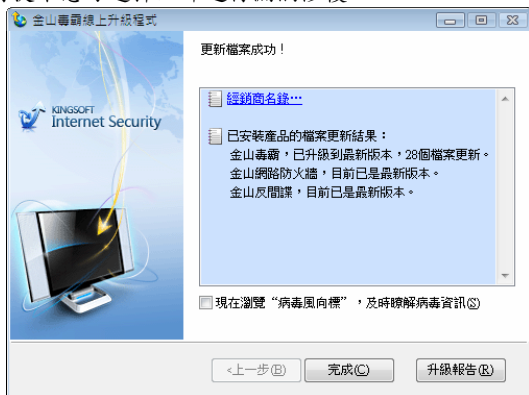 金山毒霸線上升級程式
更新檔案成功！
KINGSOFT
Internet Security
經銷商名錄…
已安裝產品的檔案更新結果：
金山毒霸，已升級到最新版本，28個檔案更新。
金山網路防火牆，目前已是最新版本。
金山反間諜，目前已是最新版本。
現在瀏覽“病毒風向標”，及時瞭解病毒資訊(S)
<上一步(B)
完成(C)
升級報告(R)